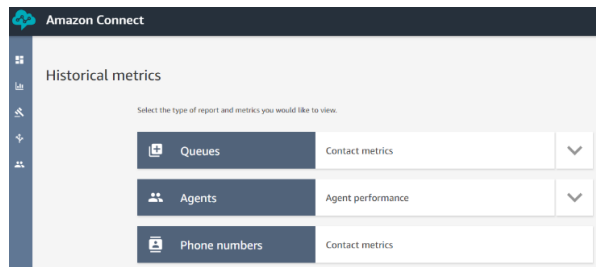 Amazon Connect
Historical metrics
Select the type of report and metrics you would like to view.
Queues Contact metrics
Agents Agent performance
Phone numbers Contact metrics